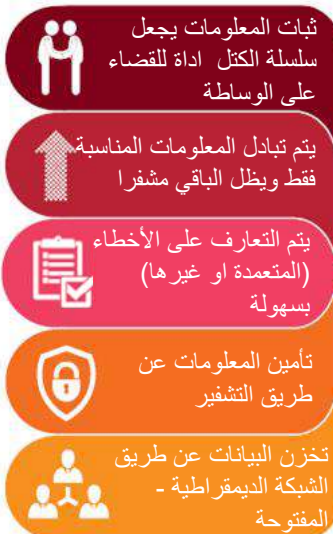 ثبات المعلومات يجعل
سلسلة الكتل اداة للقضاء
على الوساطة
يتم تبادل المعلومات المناسبة
فقط ويظل الباقي مشفرا
يتم التعارف على الأخطاء
(المتعمدة او غيرها)
بسهولة
تأمين المعلومات عن
طريق التشفير
تخزن البيانات عن طريق
الشبكة الديمقراطية -
المفتوحة